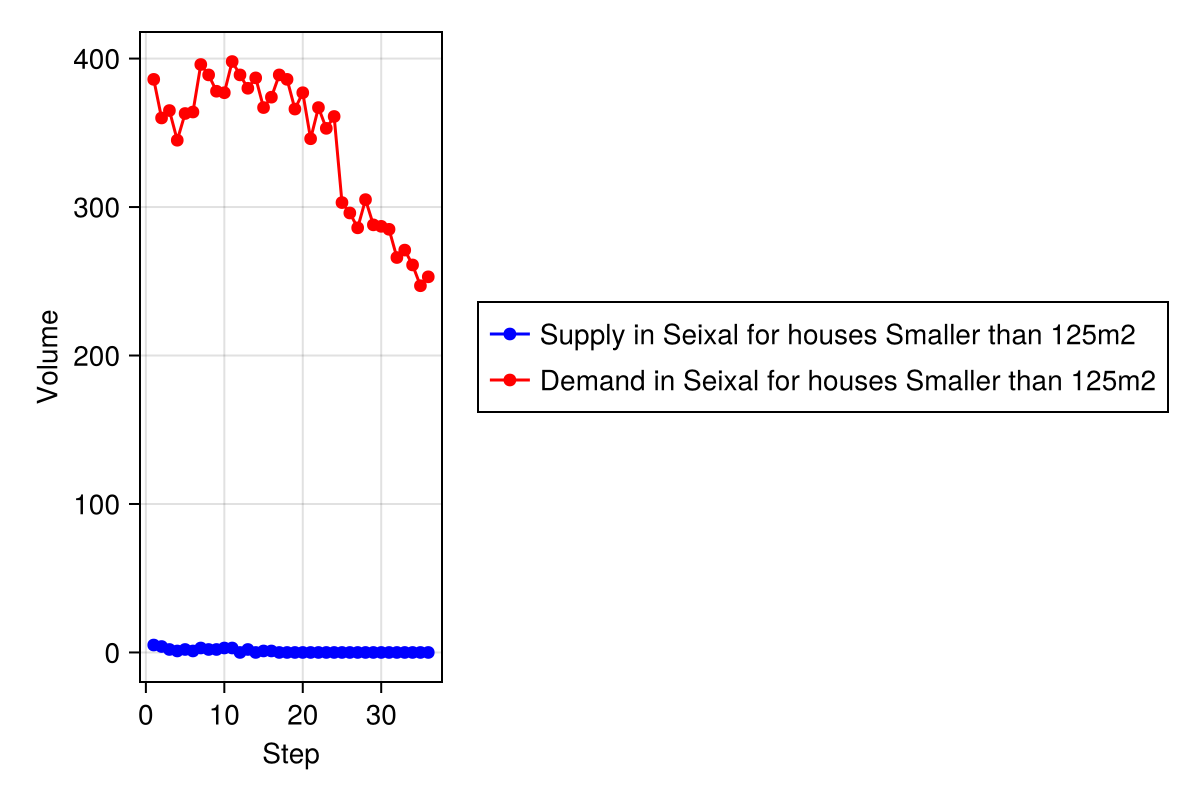 400
300
200
100
0
Volume
0 10 20 30
Step
Supply in Seixal for houses Smaller than 125m2
Demand in Seixal for houses Smaller than 125m2